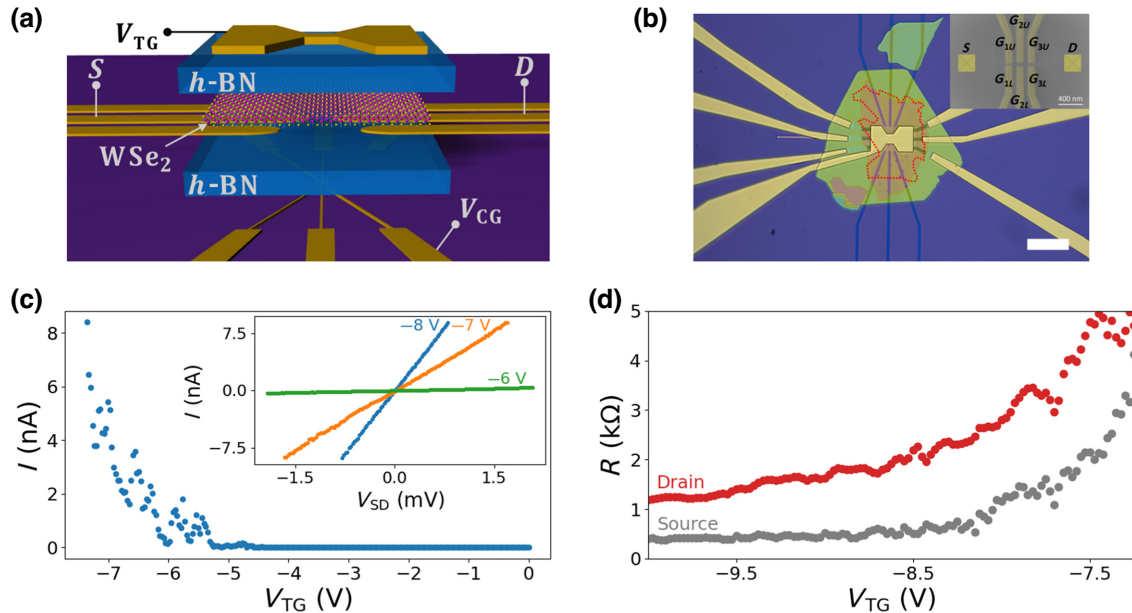 (a)
V_TG
h-BN
S
D
WSe₂
h-BN
V_CG
(b)
G_2U
S
G_1U
G_3U
D
G_1L
G_3L
G_2L
400 nm
(c)
I (nA)
8
6
4
2
0
−7
−6
−5
−4
−3
−2
−1
0
V_TG (V)
I (nA)
7.5
0.0
−7.5
−8 V
−7 V
−6 V
−1.5
0.0
1.5
V_SD (mV)
(d)
R (kΩ)
5
4
3
2
1
0
Drain
Source
−9.5
−8.5
−7.5
V_TG (V)